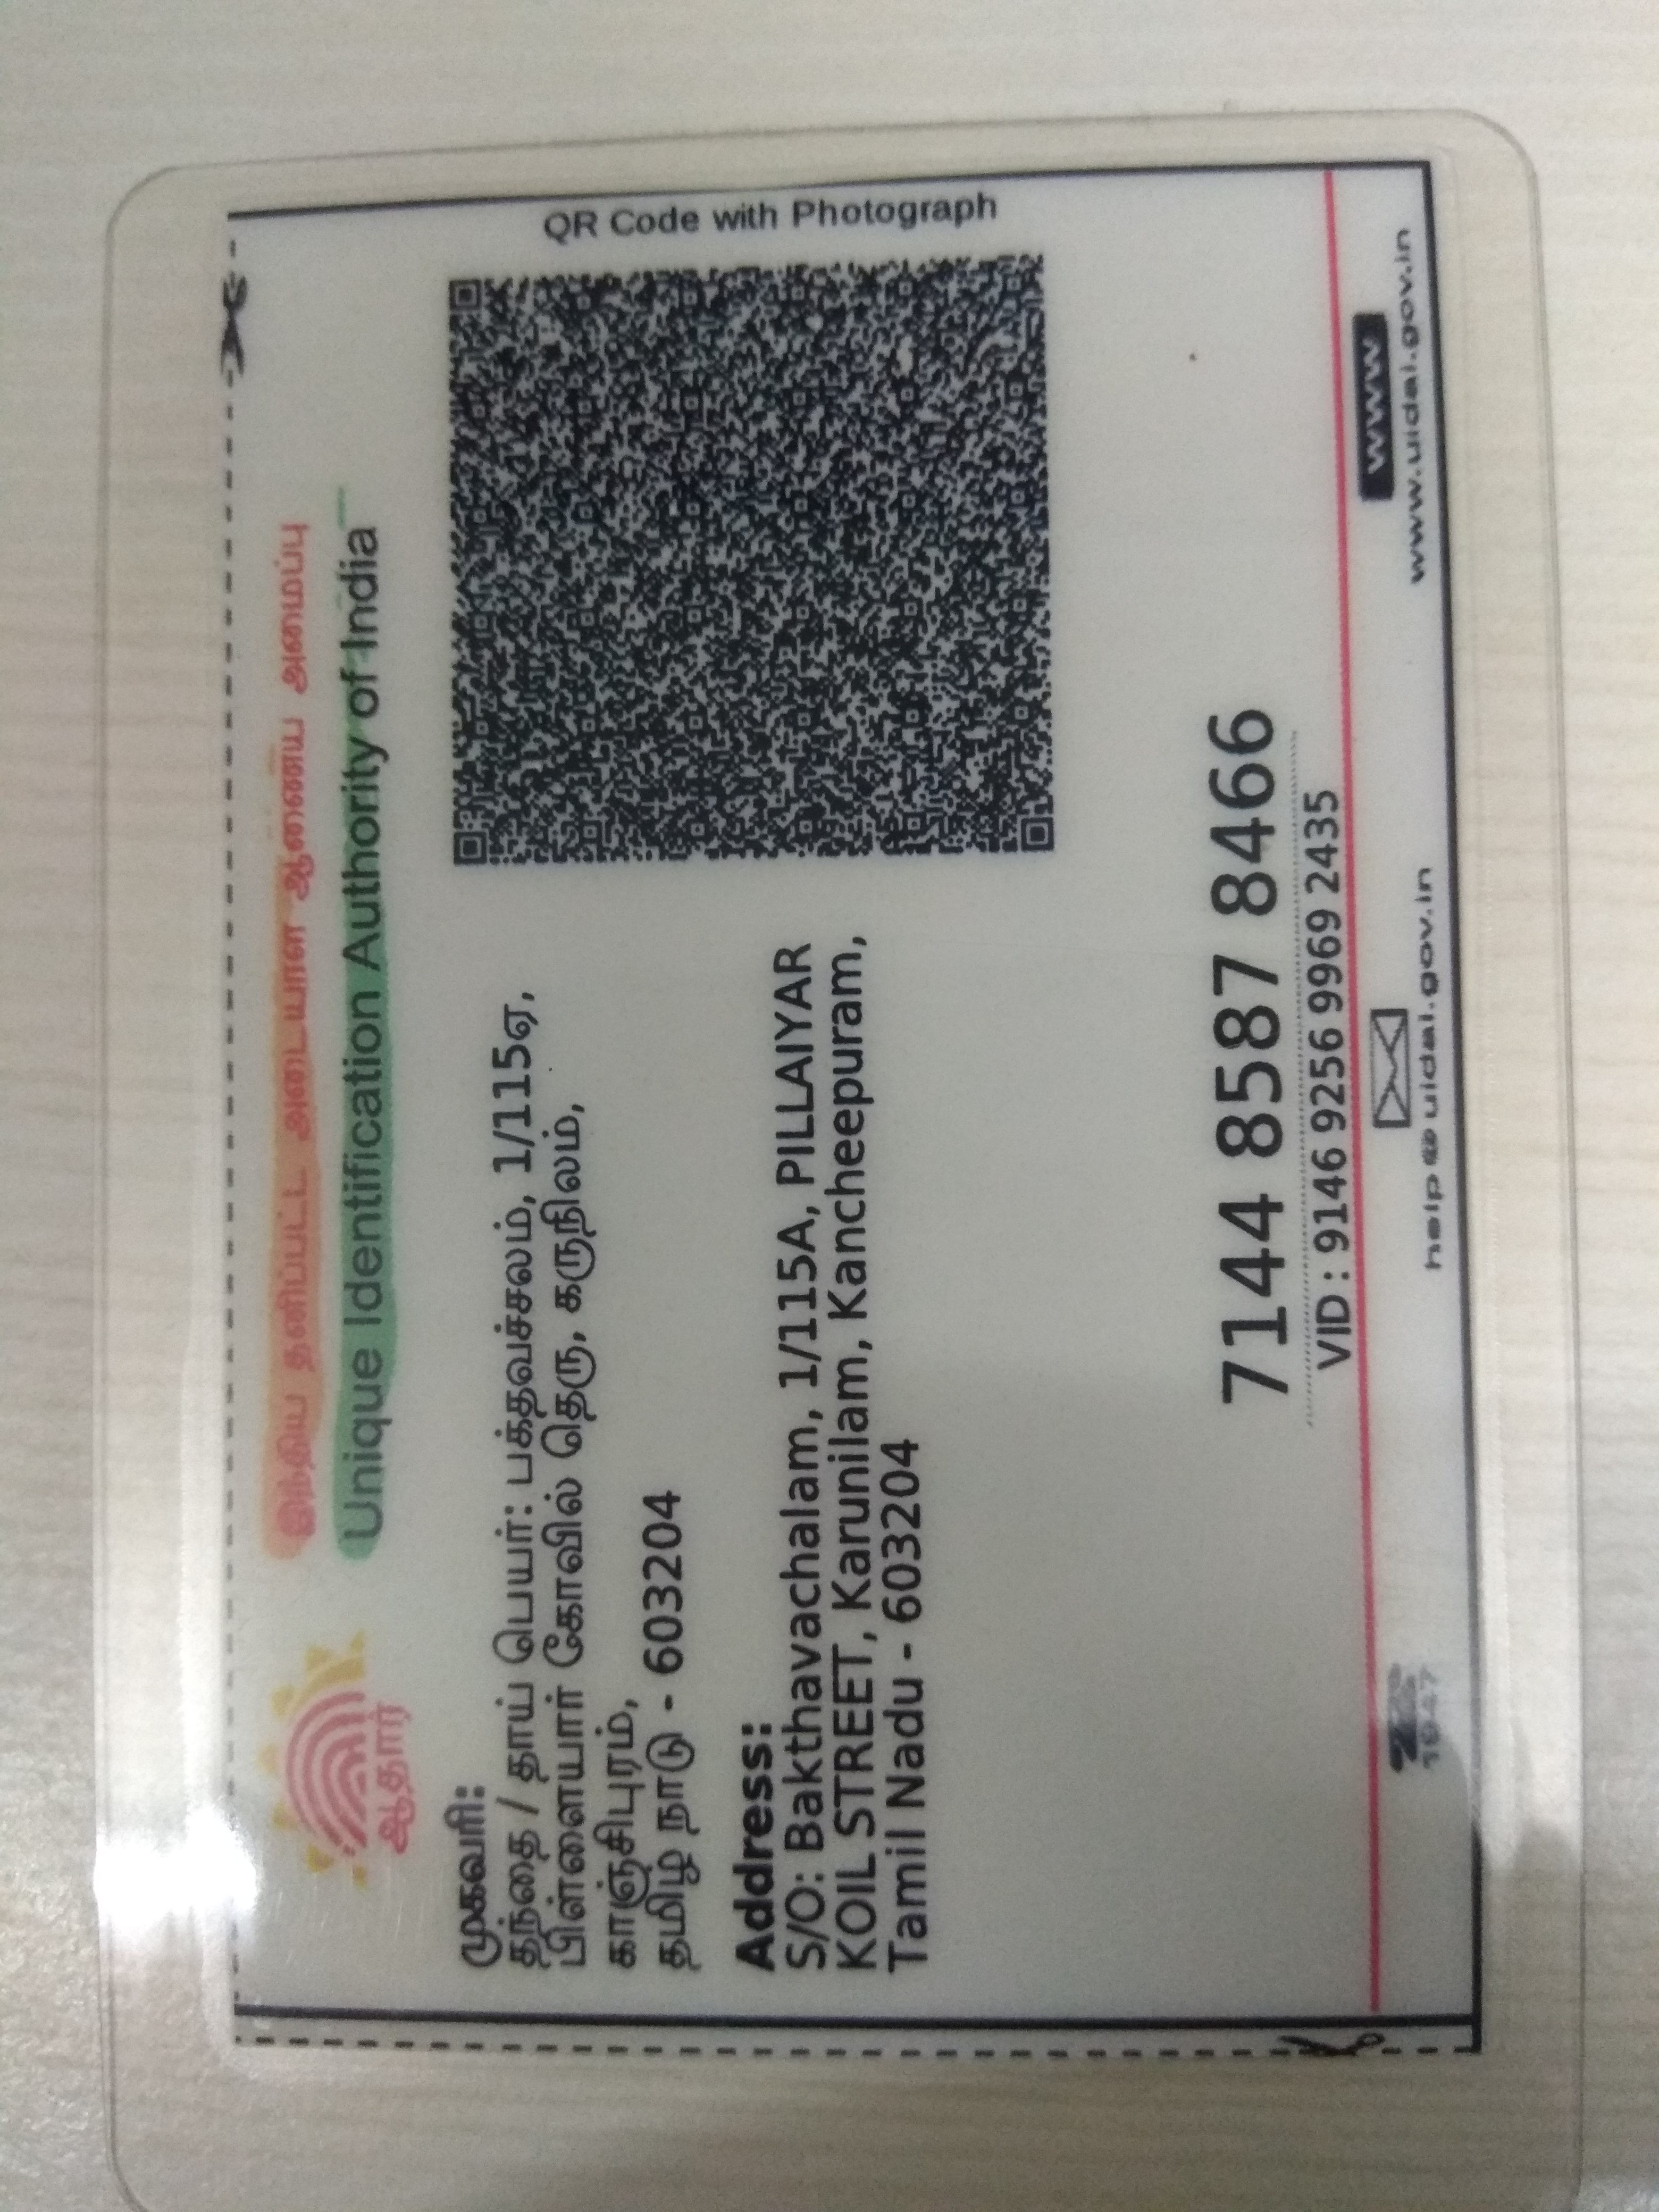 இந்திய தனிப்பட்ட அடையாள ஆணைய அமைப்பு
Unique Identification Authority of India
ஆதார்
முகவரி:
தந்தை / தாய் பெயர்: பக்தவச்சலம், 1/115ஏ,
பிள்ளையார் கோவில் தெரு, கருநிலம்,
காஞ்சிபுரம்,
தமிழ் நாடு - 603204
Address:
S/O: Bakthavachalam, 1/115A, PILLAIYAR
KOIL STREET, Karunilam, Kancheepuram,
Tamil Nadu - 603204
QR Code with Photograph
7144 8587 8466
VID : 9146 9256 9969 2435
1947
help@uidai.gov.in
www
www.uidai.gov.in